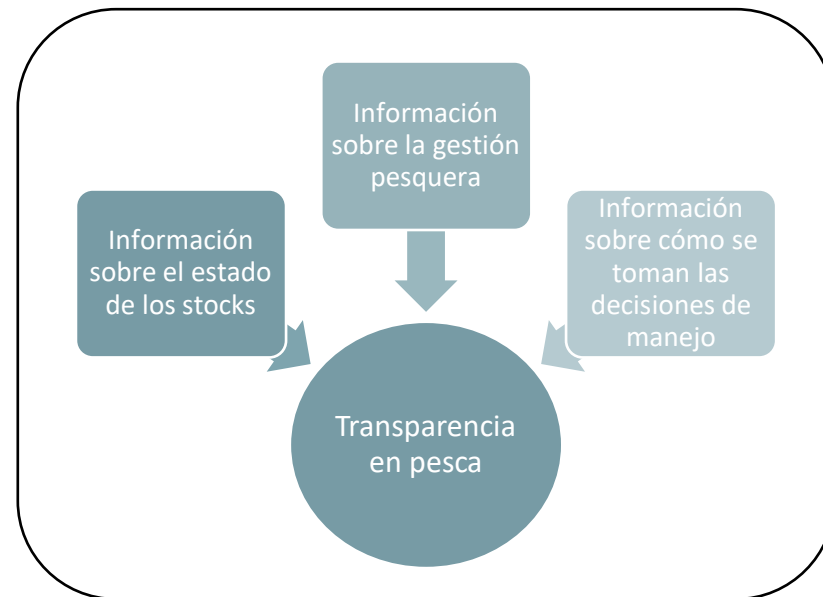 Información
sobre la gestión
pesquera
Información
sobre el estado
de los stocks
Información
sobre cómo se
toman las
decisiones de
manejo
Transparencia
en pesca